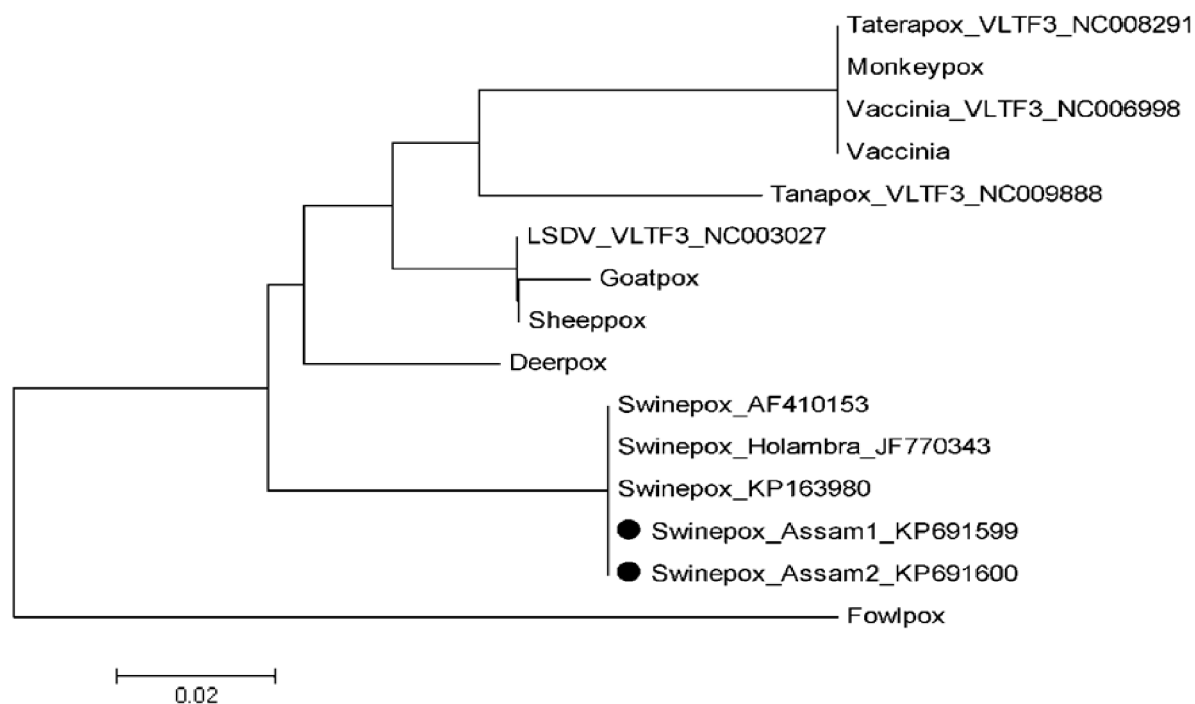 Taterapox_VLTF3_NC008291
Monkeypox
Vaccinia_VLTF3_NC006998
Vaccinia
Tanapox_VLTF3_NC009888
LSDV_VLTF3_NC003027
Goatpox
Sheeppox
Deerpox
Swinepox_AF410153
Swinepox_Holambra_JF770343
Swinepox_KP163980
Swinepox_Assam1_KP691599
Swinepox_Assam2_KP691600
Fowlpox
0.02